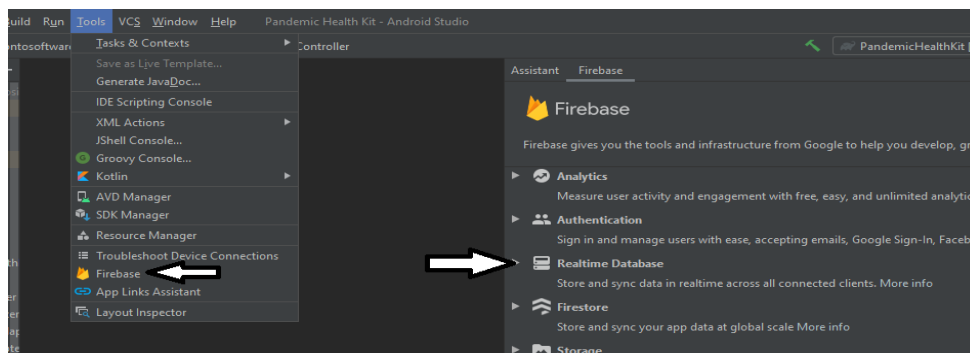 Build Run Tools VCS Window Help Pandemic Health Kit - Android Studio
Controller
PandemicHealthKit
Tasks & Contexts
Save as Live Template...
Generate JavaDoc...
IDE Scripting Console
XML Actions
JShell Console...
Groovy Console...
Kotlin
AVD Manager
SDK Manager
Resource Manager
Troubleshoot Device Connections
Firebase
App Links Assistant
Layout Inspector
Assistant Firebase
Firebase
Firebase gives you the tools and infrastructure from Google to help you develop, gr
Analytics
Measure user activity and engagement with free, easy, and unlimited analytic
Authentication
Sign in and manage users with ease, accepting emails, Google Sign-In, Faceb
Realtime Database
Store and sync data in realtime across all connected clients. More info
Firestore
Store and sync your app data at global scale More info
Storage